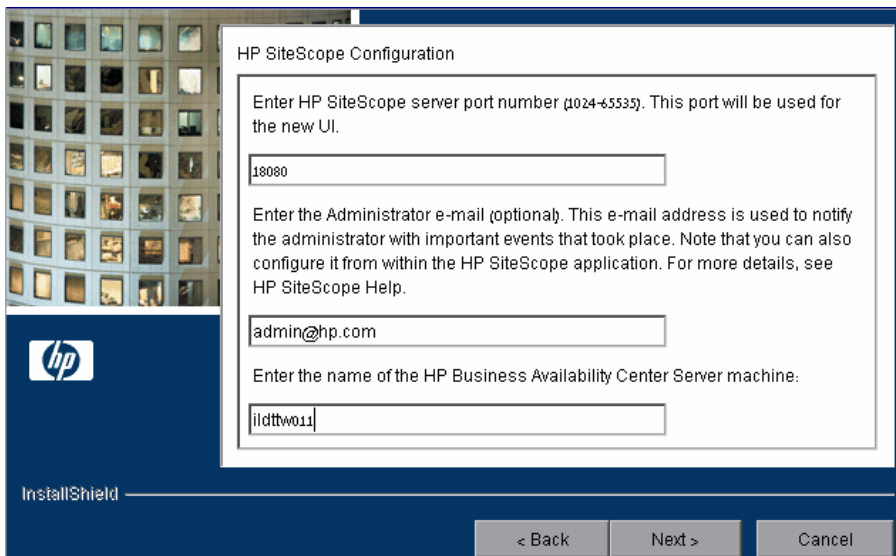 HP SiteScope Configuration
Enter HP SiteScope server port number (1024-65535). This port will be used for
the new UI.
18080
Enter the Administrator e-mail (optional). This e-mail address is used to notify
the administrator with important events that took place. Note that you can also
configure it from within the HP SiteScope application. For more details, see
HP SiteScope Help.
admin@hp.com
Enter the name of the HP Business Availability Center Server machine:
ildttw011
hp
InstallShield
< Back
Next >
Cancel